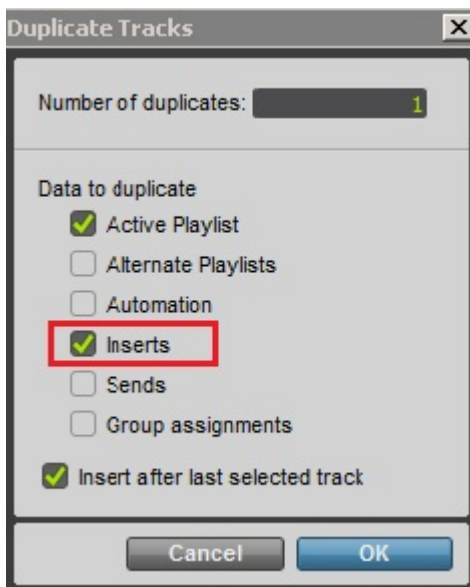 Duplicate Tracks
Number of duplicates: 1
Data to duplicate
Active Playlist
Alternate Playlists
Automation
Inserts
Sends
Group assignments
Insert after last selected track
Cancel OK